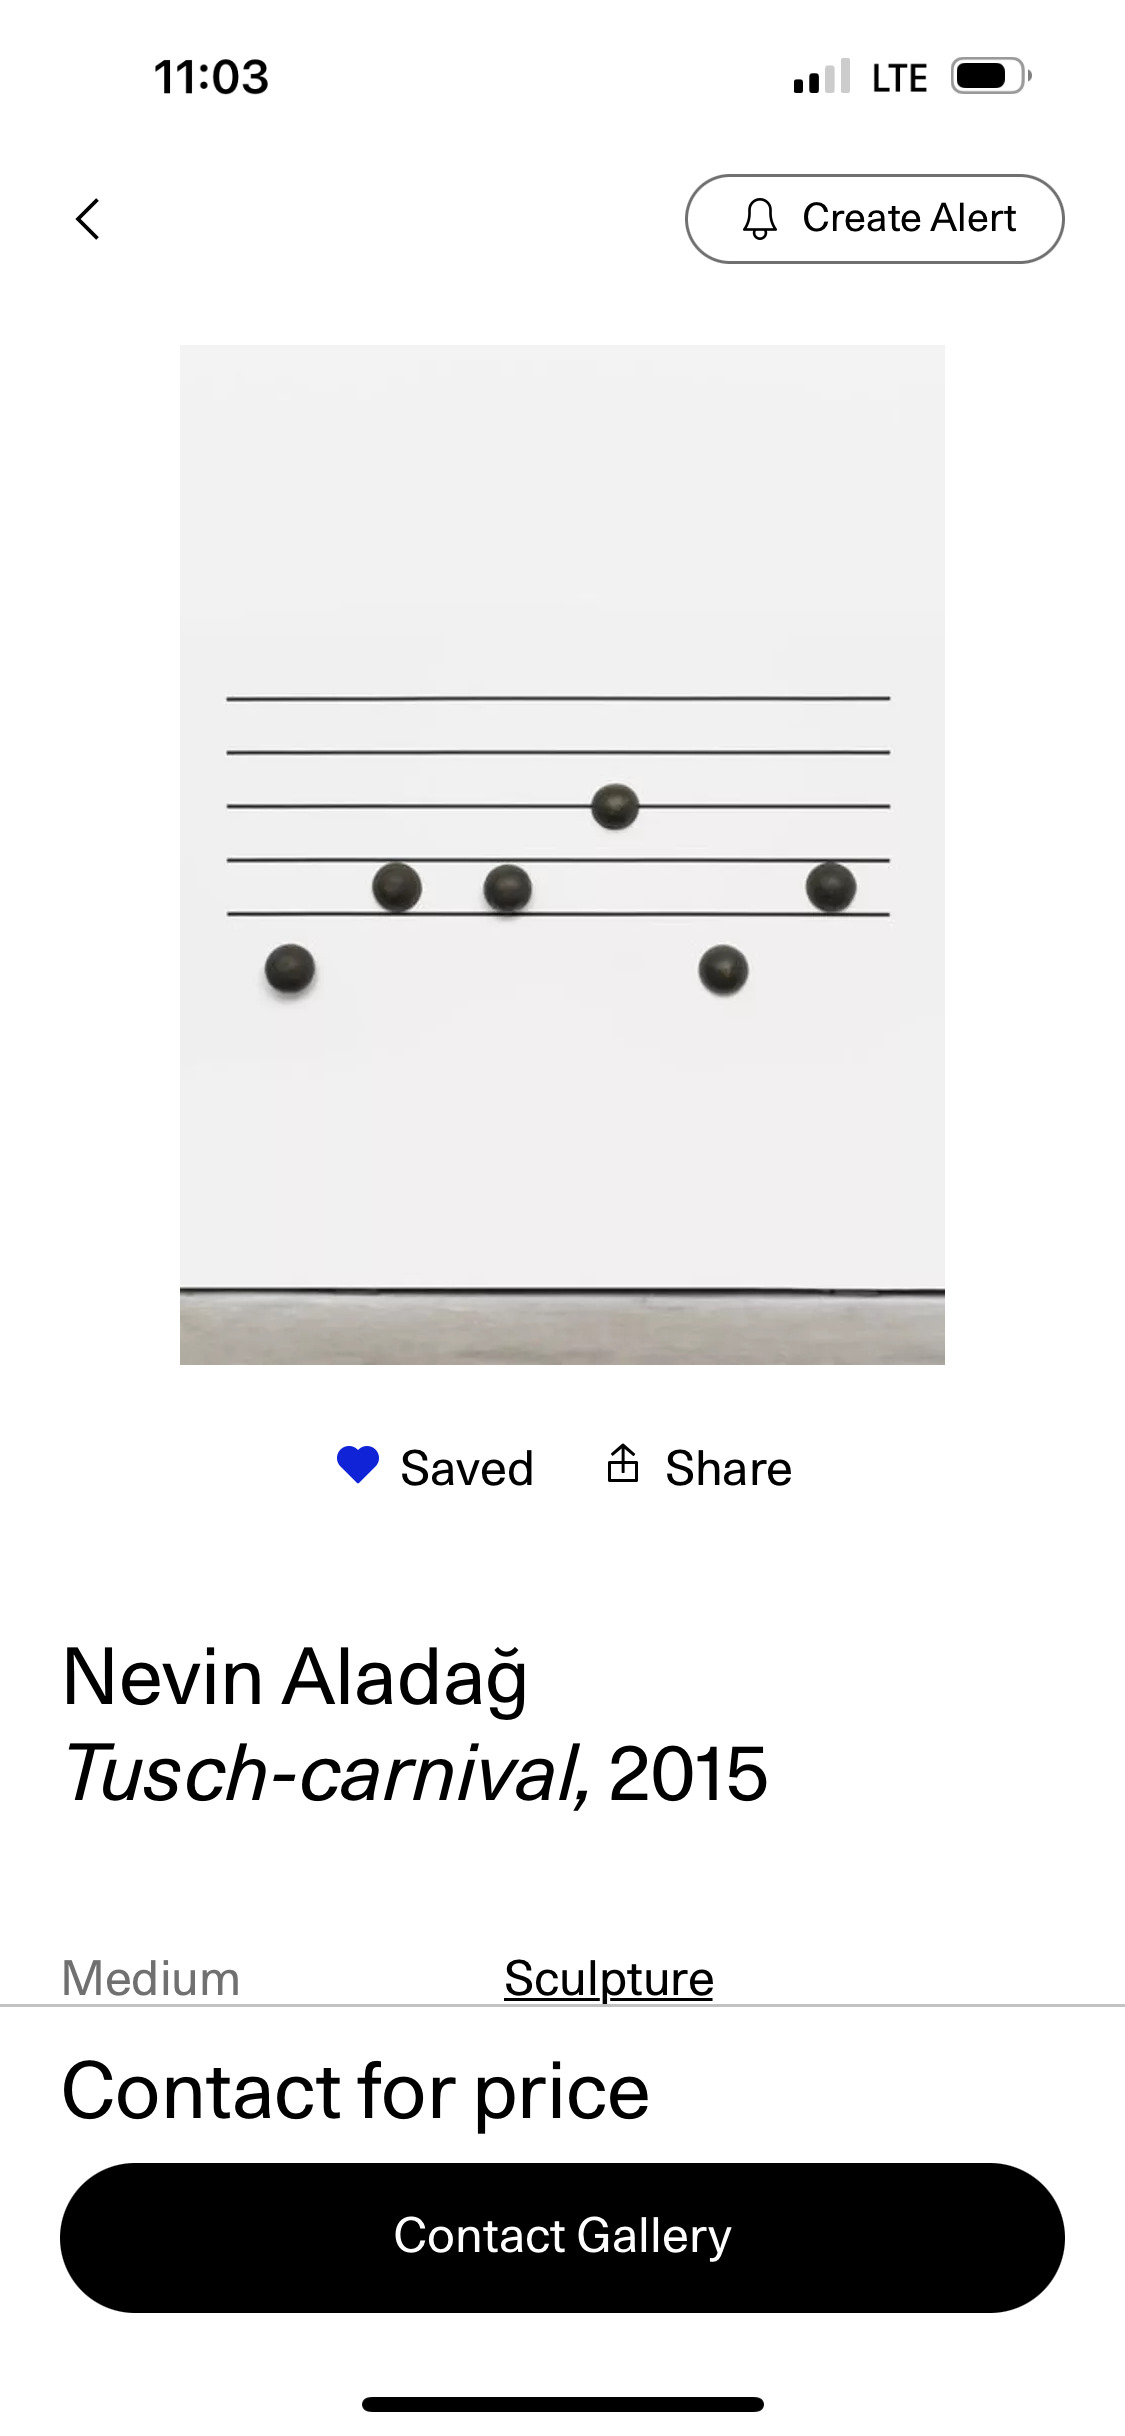 11:03 LTE
Create Alert
Saved Share
Nevin Aladağ
Tusch-carnival, 2015
Medium Sculpture
Contact for price
Contact Gallery